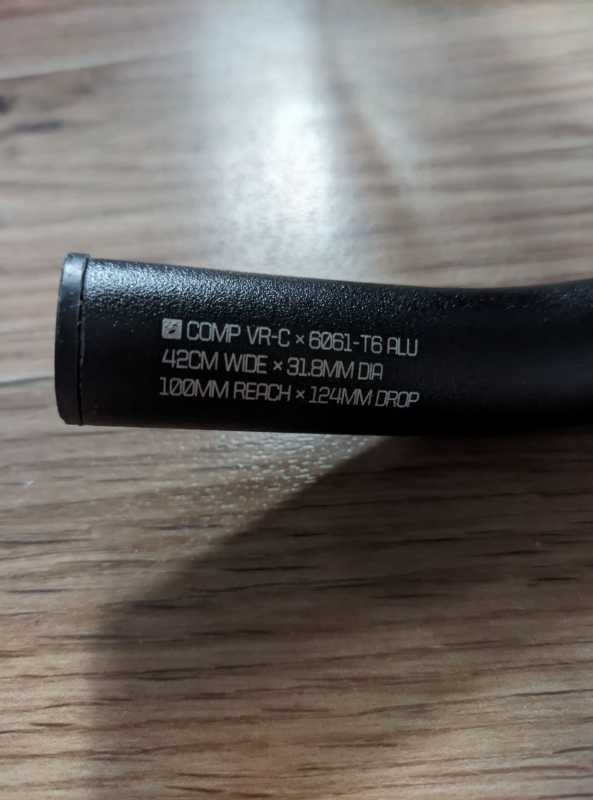 COMP VR-C × 6061-T6 ALU
42CM WIDE × 31.8MM DIA
100MM REACH × 124MM DROP